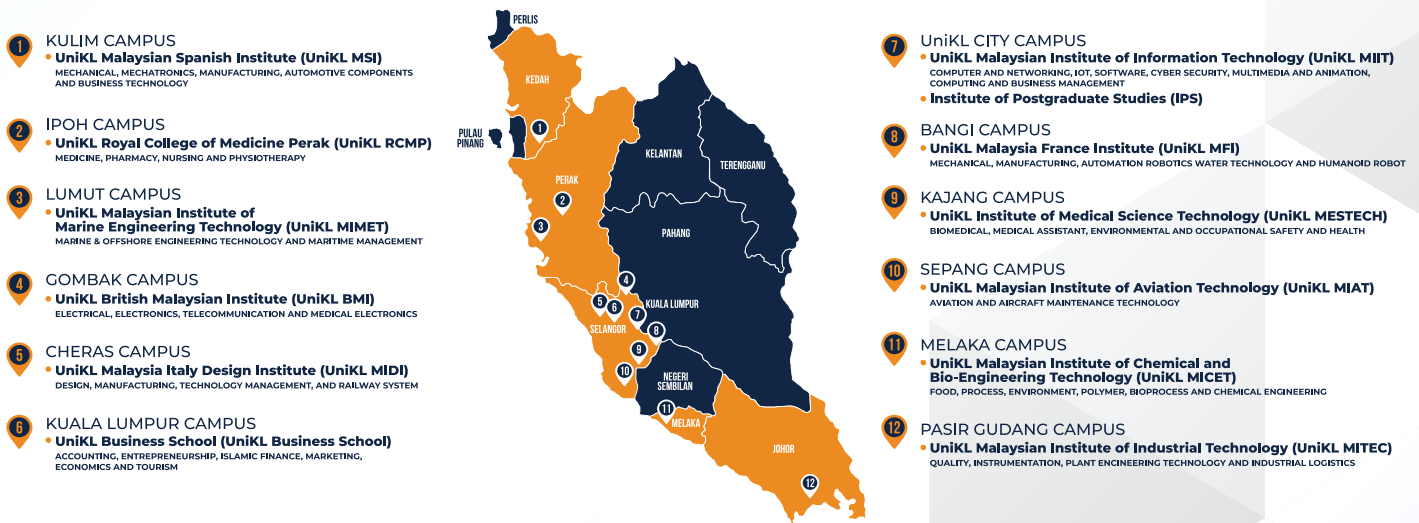 1
KULIM CAMPUS
• UniKL Malaysian Spanish Institute (UniKL MSI)
MECHANICAL, MECHATRONICS, MANUFACTURING, AUTOMOTIVE COMPONENTS
AND BUSINESS TECHNOLOGY
2
IPOH CAMPUS
• UniKL Royal College of Medicine Perak (UniKL RCMP)
MEDICINE, PHARMACY, NURSING AND PHYSIOTHERAPY
3
LUMUT CAMPUS
• UniKL Malaysian Institute of
Marine Engineering Technology (UniKL MIMET)
MARINE & OFFSHORE ENGINEERING TECHNOLOGY AND MARITIME MANAGEMENT
4
GOMBAK CAMPUS
• UniKL British Malaysian Institute (UniKL BMI)
ELECTRICAL, ELECTRONICS, TELECOMMUNICATION AND MEDICAL ELECTRONICS
5
CHERAS CAMPUS
• UniKL Malaysia Italy Design Institute (UniKL MIDI)
DESIGN, MANUFACTURING, TECHNOLOGY MANAGEMENT, AND RAILWAY SYSTEM
6
KUALA LUMPUR CAMPUS
• UniKL Business School (UniKL Business School)
ACCOUNTING, ENTREPRENEURSHIP, ISLAMIC FINANCE, MARKETING,
ECONOMICS AND TOURISM
PERLIS
KEDAH
1
PULAU
PINANG
KELANTAN
TERENGGANU
PERAK
2
3
PAHANG
4
KUALA LUMPUR
5
6
7
SELANGOR
8
9
10
NEGERI
SEMBILAN
11
MELAKA
JOHOR
12
7
UniKL CITY CAMPUS
• UniKL Malaysian Institute of Information Technology (UniKL MIIT)
COMPUTER AND NETWORKING, IOT, SOFTWARE, CYBER SECURITY, MULTIMEDIA AND ANIMATION,
COMPUTING AND BUSINESS MANAGEMENT
• Institute of Postgraduate Studies (IPS)
8
BANGI CAMPUS
• UniKL Malaysia France Institute (UniKL MFI)
MECHANICAL, MANUFACTURING, AUTOMATION ROBOTICS WATER TECHNOLOGY AND HUMANOID ROBOT
9
KAJANG CAMPUS
• UniKL Institute of Medical Science Technology (UniKL MESTECH)
BIOMEDICAL, MEDICAL ASSISTANT, ENVIRONMENTAL AND OCCUPATIONAL SAFETY AND HEALTH
10
SEPANG CAMPUS
• UniKL Malaysian Institute of Aviation Technology (UniKL MIAT)
AVIATION AND AIRCRAFT MAINTENANCE TECHNOLOGY
11
MELAKA CAMPUS
• UniKL Malaysian Institute of Chemical and
Bio-Engineering Technology (UniKL MICET)
FOOD, PROCESS, ENVIRONMENT, POLYMER, BIOPROCESS AND CHEMICAL ENGINEERING
12
PASIR GUDANG CAMPUS
• UniKL Malaysian Institute of Industrial Technology (UniKL MITEC)
QUALITY, INSTRUMENTATION, PLANT ENGINEERING TECHNOLOGY AND INDUSTRIAL LOGISTICS